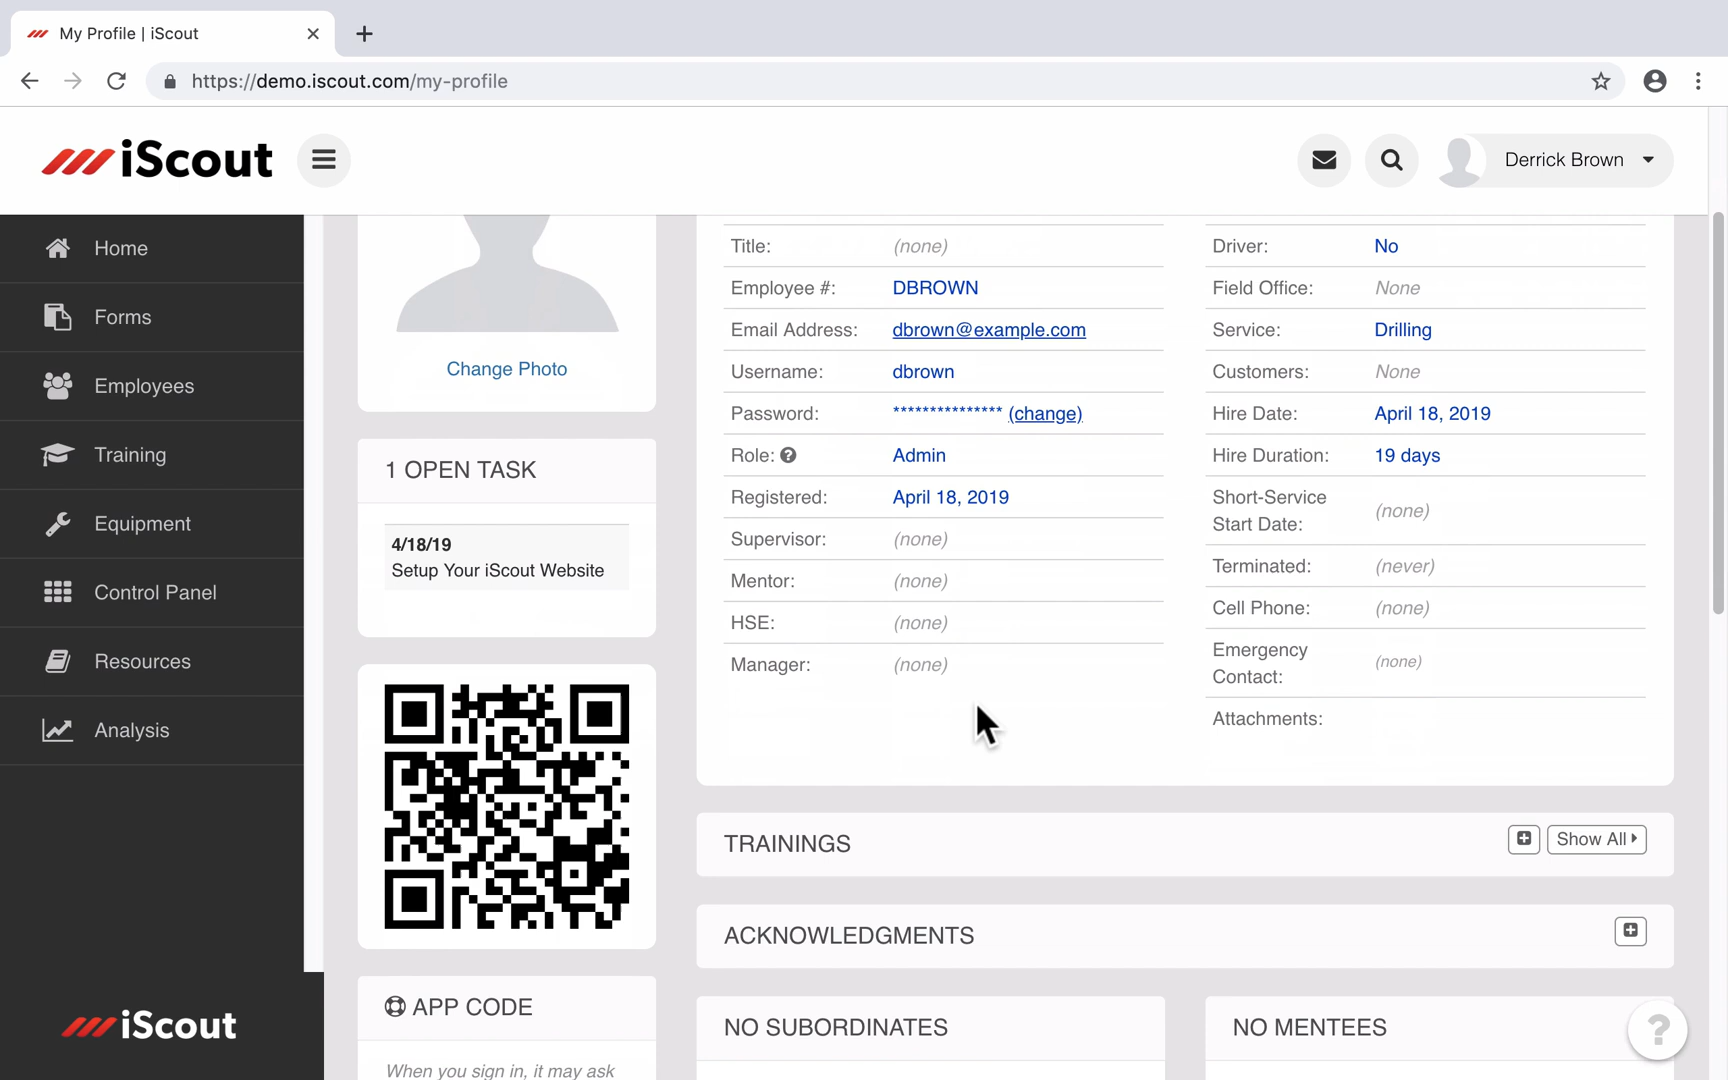 My Profile | iScout
https://demo.iscout.com/my-profile
iScout
Derrick Brown
Home
Forms
Employees
Training
Equipment
Control Panel
Resources
Analysis
iScout
Change Photo
1 OPEN TASK
4/18/19
Setup Your iScout Website
APP CODE
When you sign in, it may ask
Title: (none)
Employee #: DBROWN
Email Address: dbrown@example.com
Username: dbrown
Password: *************** (change)
Role: Admin
Registered: April 18, 2019
Supervisor: (none)
Mentor: (none)
HSE: (none)
Manager: (none)
Driver: No
Field Office: None
Service: Drilling
Customers: None
Hire Date: April 18, 2019
Hire Duration: 19 days
Short-Service
Start Date: (none)
Terminated: (never)
Cell Phone: (none)
Emergency
Contact: (none)
Attachments:
TRAININGS
Show All
ACKNOWLEDGMENTS
NO SUBORDINATES
NO MENTEES
?